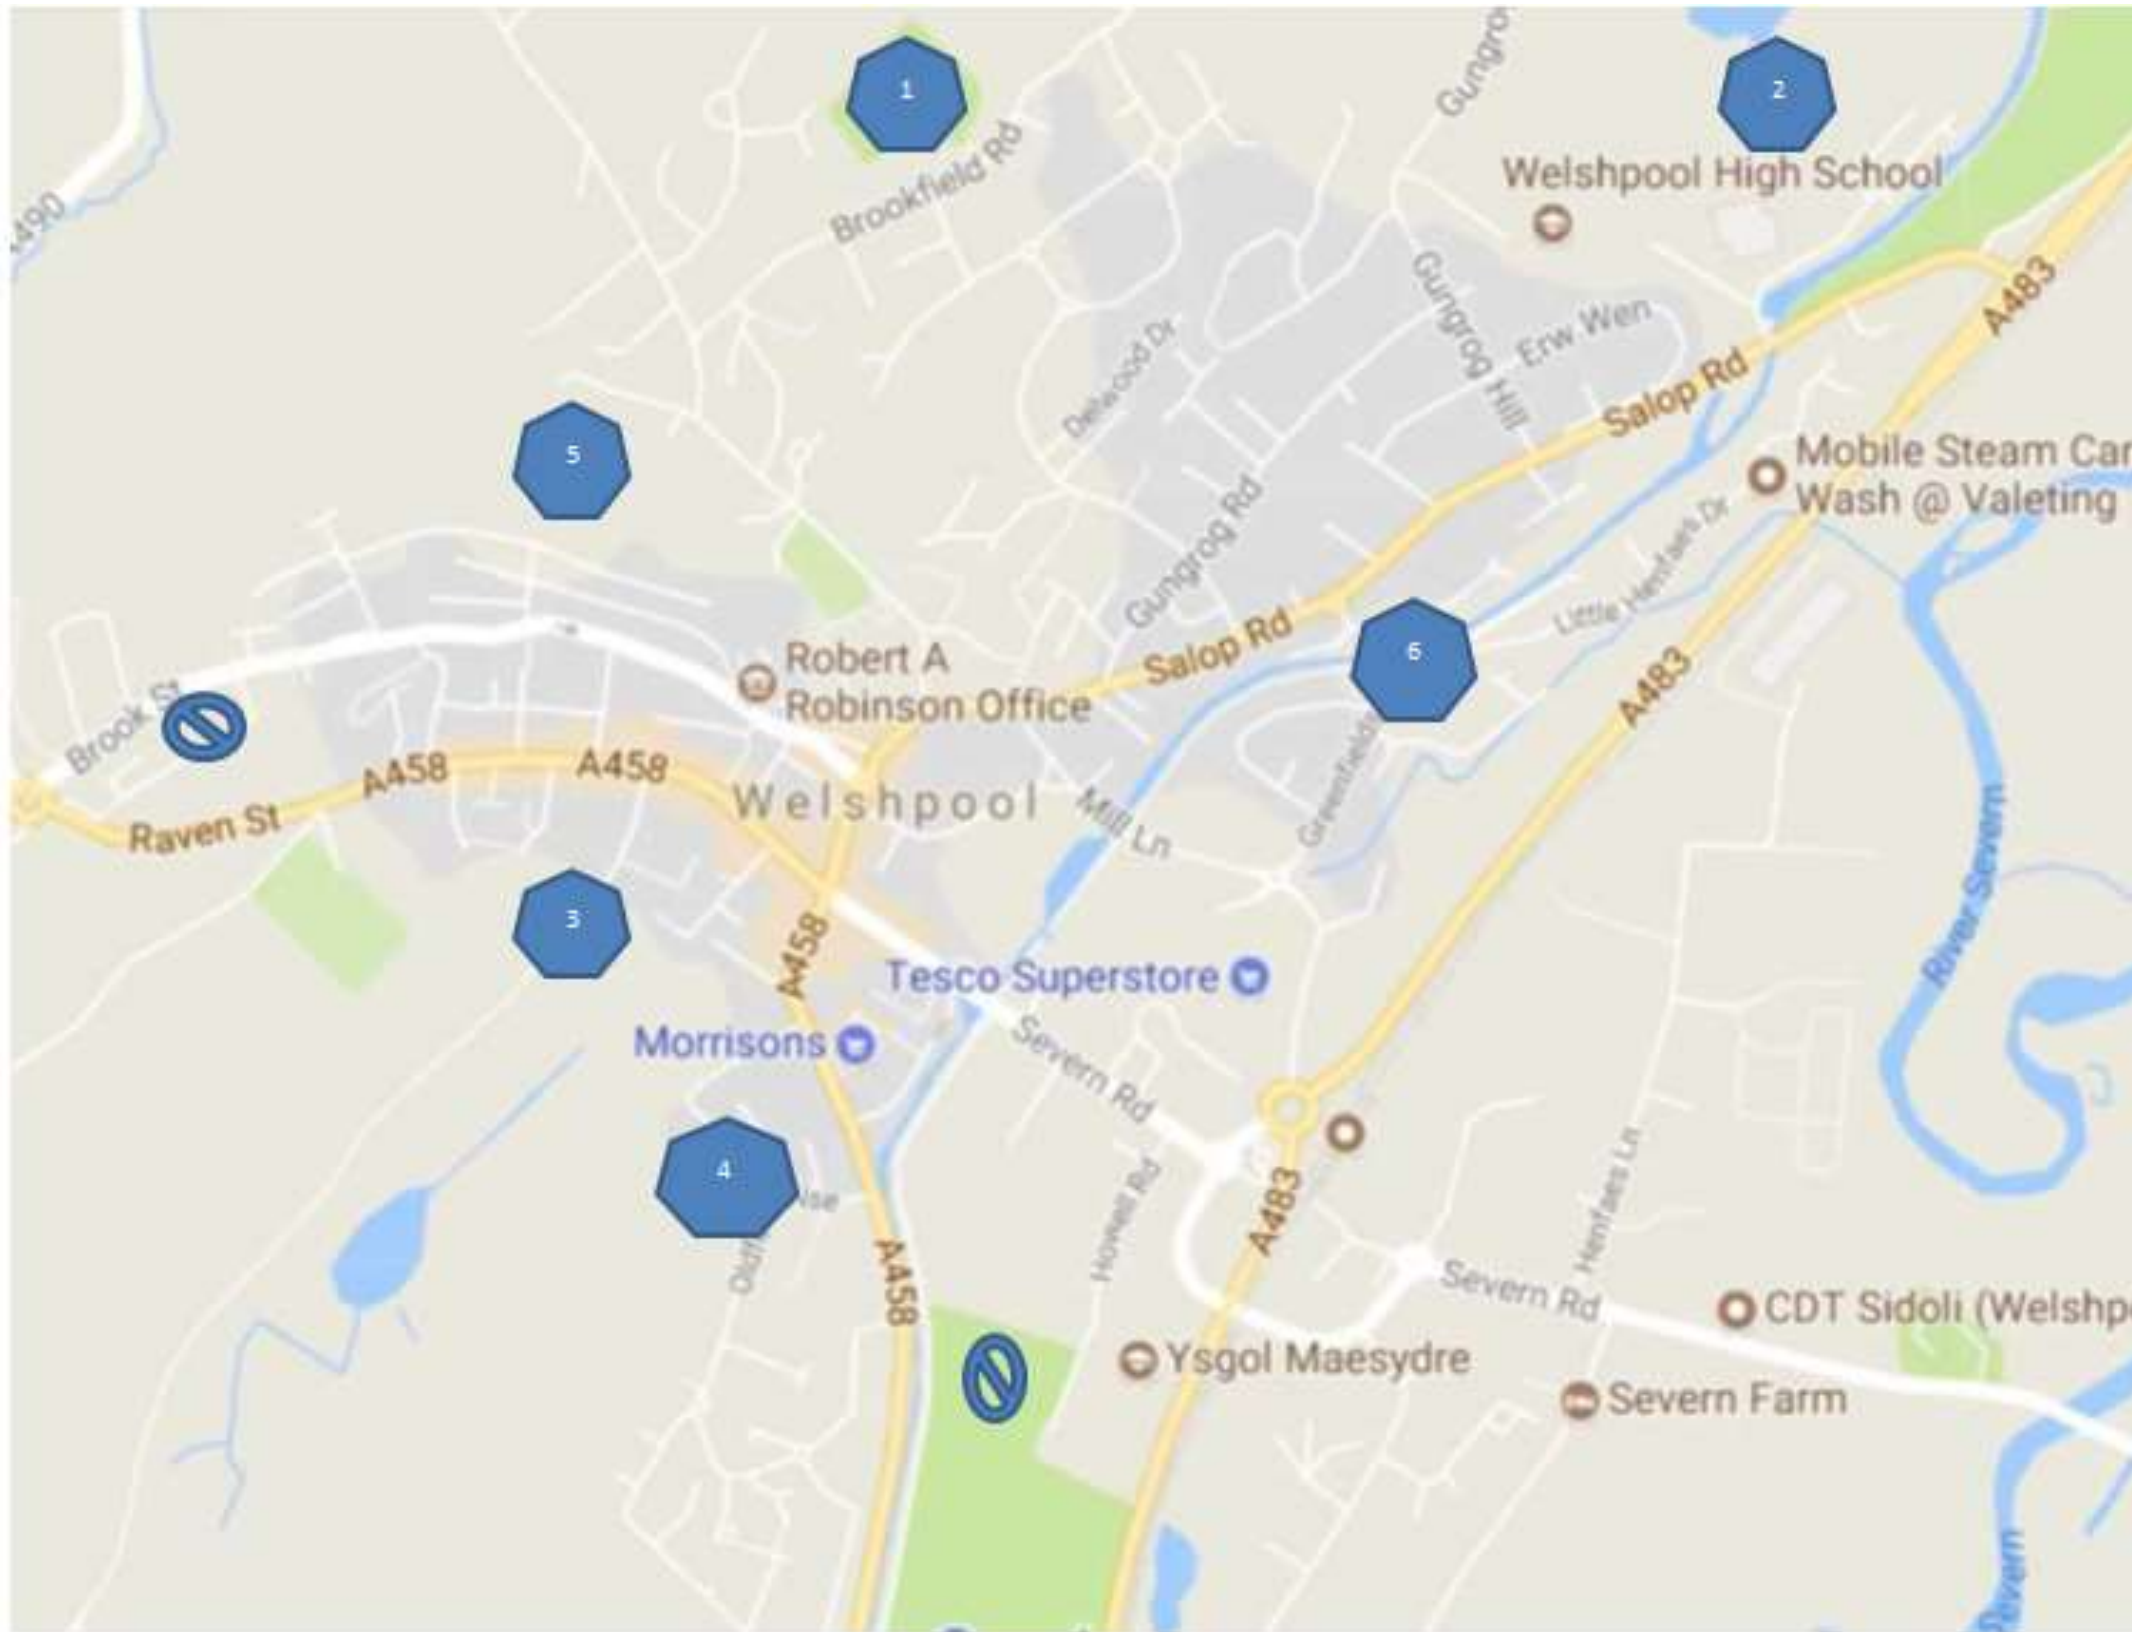 1
2
Gungro
Welshpool High School
Brookfield Rd
A490
Gungrog Hill
Erw Wen
A483
Delwood Dr
Salop Rd
5
Mobile Steam Car
Wash @ Valeting
Gungrog Rd
Little Henfaes Dr
6
Salop Rd
Robert A
Robinson Office
Brook St
A483
A458
A458
Welshpool
Raven St
Mill Ln
Greenfields
River Severn
3
A458
Tesco Superstore
Morrisons
Severn Rd
4
Howell Rd
A483
Henfaes Ln
A458
Severn Rd
CDT Sidoli (Welshp
Ysgol Maesydre
Severn Farm